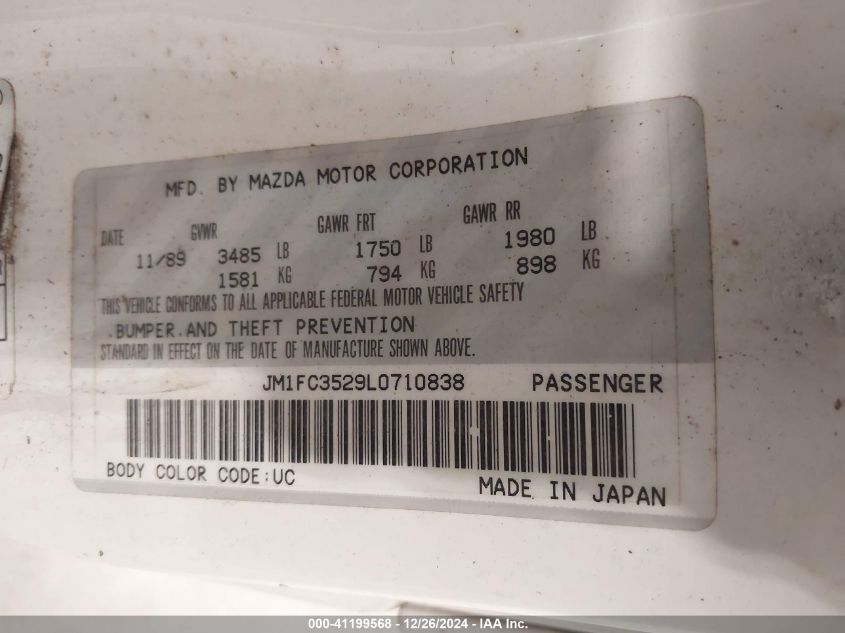 MFD. BY MAZDA MOTOR CORPORATION
DATE GVWR GAWR FRT GAWR RR
11/89 3485 LB 1750 LB 1980 LB
1581 KG 794 KG 898 KG
THIS VEHICLE CONFORMS TO ALL APPLICABLE FEDERAL MOTOR VEHICLE SAFETY
BUMPER AND THEFT PREVENTION
STANDARD IN EFFECT ON THE DATE OF MANUFACTURE SHOWN ABOVE.
JM1FC3529L0710838 PASSENGER
BODY COLOR CODE:UC
MADE IN JAPAN
000-41199568 - 12/26/2024 - IAA Inc.